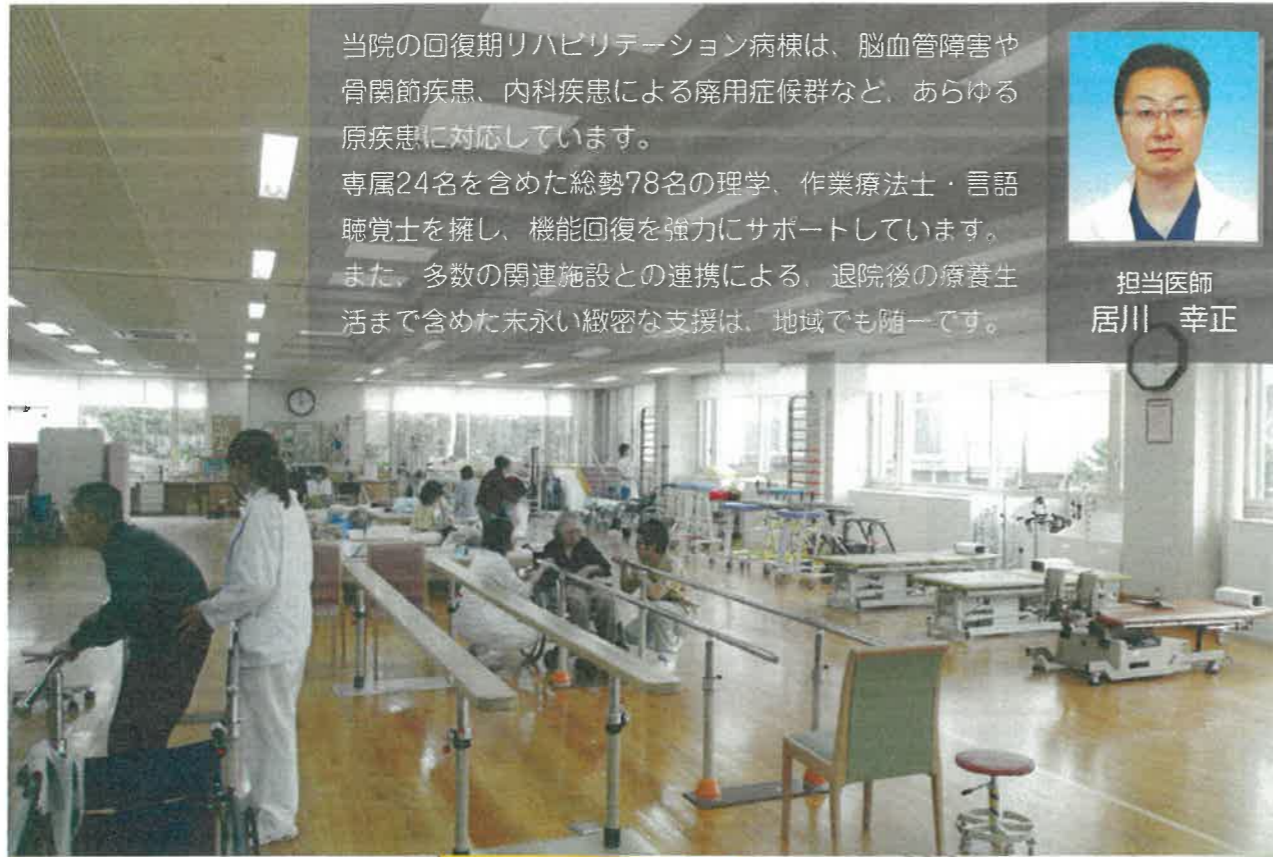 当院の回復期リハビリテーション病棟は、脳血管障害や
骨関節疾患、内科疾患による廃用症候群など、あらゆる
原疾患に対応しています。
専属24名を含めた総勢78名の理学、作業療法士・言語
聴覚士を擁し、機能回復を強力にサポートしています。
また、多数の関連施設との連携による、退院後の療養生
活まで含めた末永い緻密な支援は、地域でも随一です。
担当医師
居川 幸正